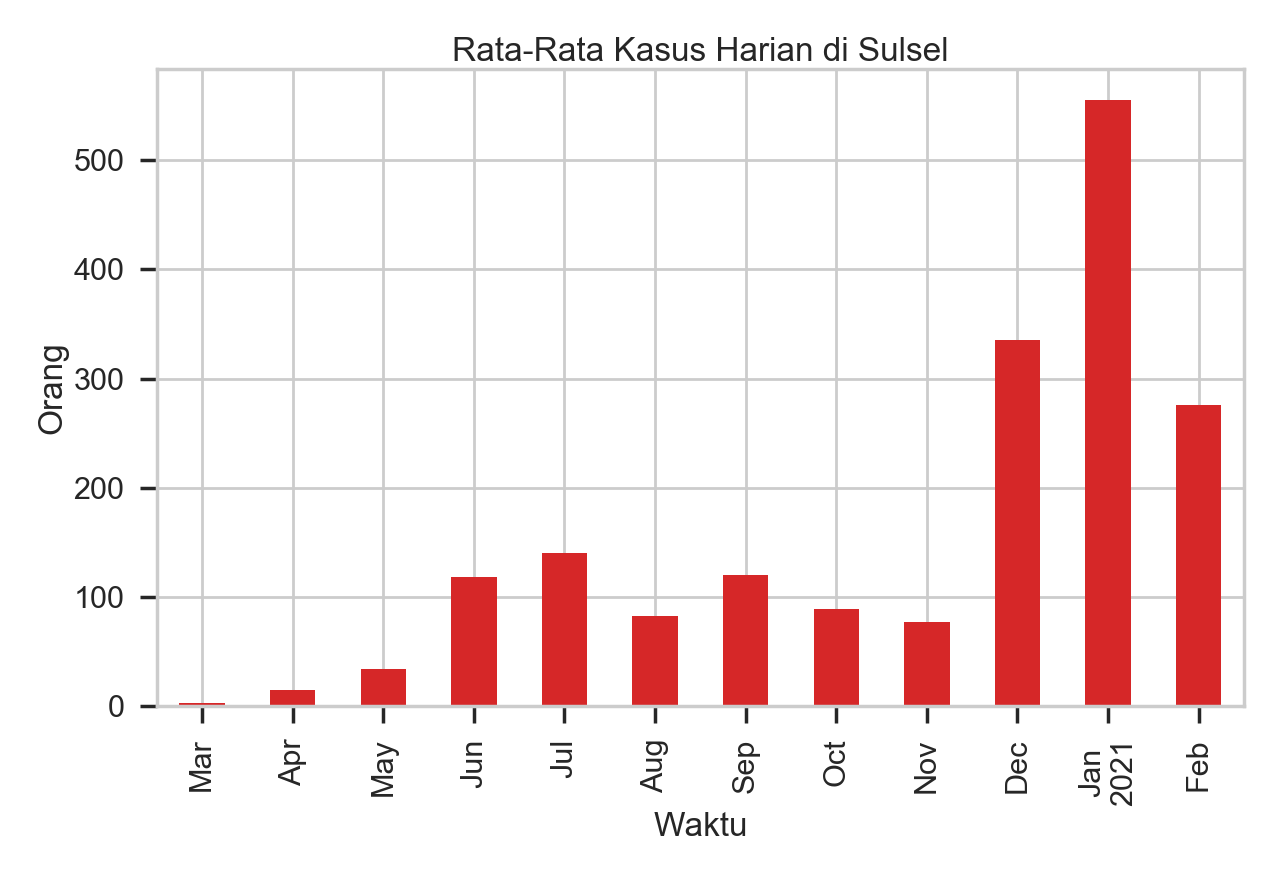 Rata-Rata Kasus Harian di Sulsel
500
400
300
200
100
0
Orang
Mar
Apr
May
Jun
Jul
Aug
Sep
Oct
Nov
Dec
Jan
2021
Feb
Waktu